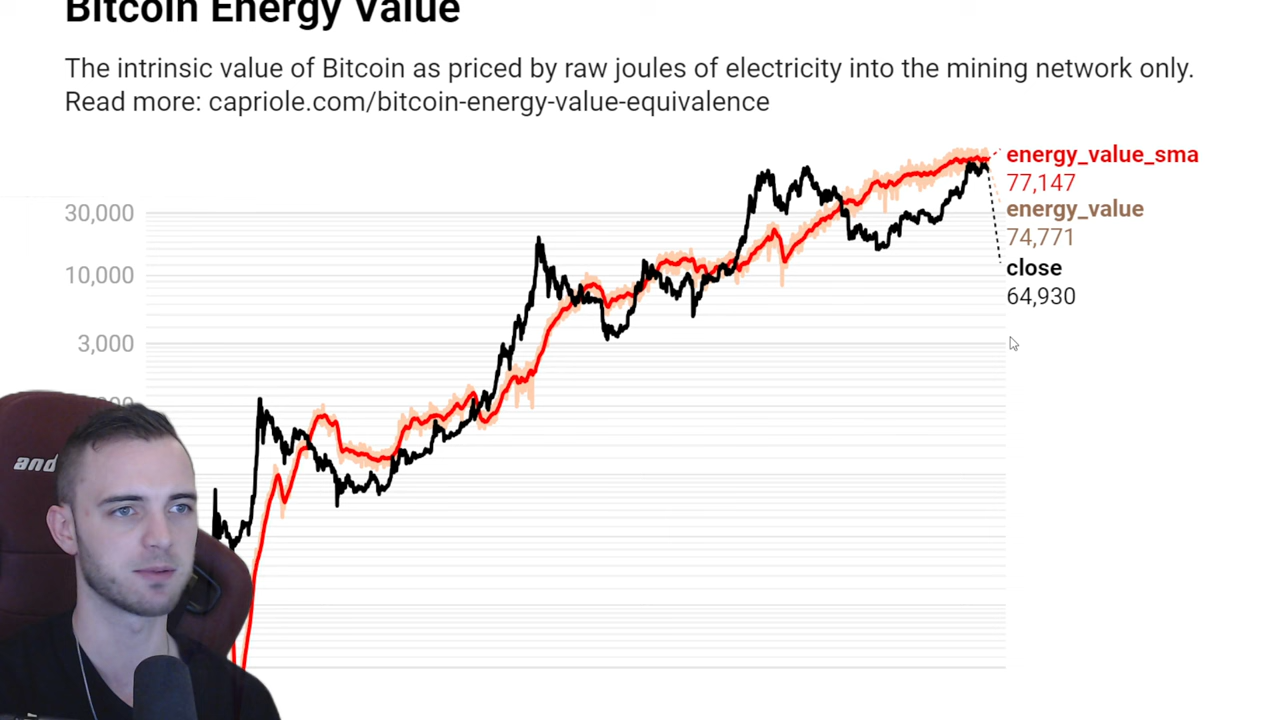 Bitcoin Energy Value
The intrinsic value of Bitcoin as priced by raw joules of electricity into the mining network only.
Read more: capriole.com/bitcoin-energy-value-equivalence
energy_value_sma
77,147
energy_value
74,771
close
64,930
30,000
10,000
3,000